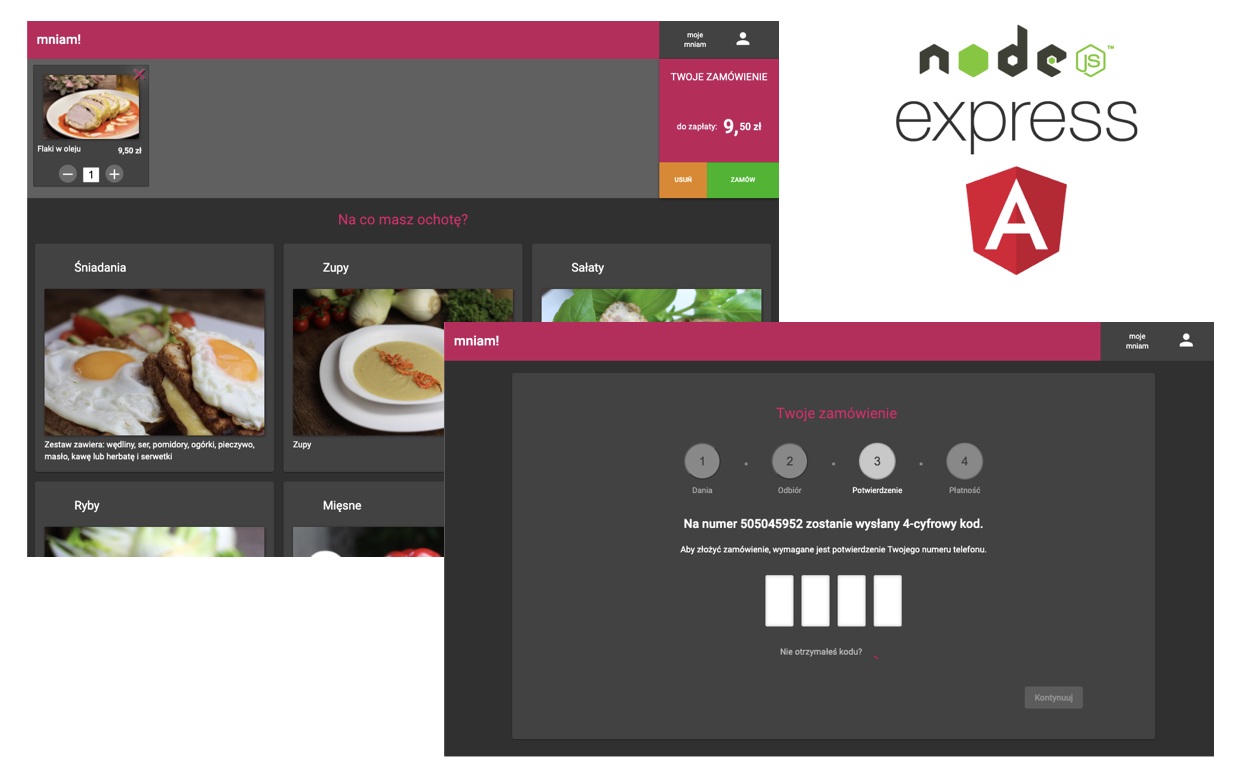 mniam!
moje
mniam
Flaki w oleju
9,50 zł
1
TWOJE ZAMÓWIENIE
do zapłaty: 9,50 zł
USUŃ
ZAMÓW
Na co masz ochotę?
Śniadania
Zupy
Sałaty
Zestaw zawiera: wędliny, ser, pomidory, ogórki, pieczywo,
masło, kawę lub herbatę i serwetki
Zupy
Ryby
Mięsne
node
JS™
express
A
mniam!
moje
mniam
Twoje zamówienie
1
2
3
4
Dania
Odbiór
Potwierdzenie
Płatność
Na numer 505045952 zostanie wysłany 4-cyfrowy kod.
Aby złożyć zamówienie, wymagane jest potwierdzenie Twojego numeru telefonu.
Nie otrzymałeś kodu?
Kontynuuj